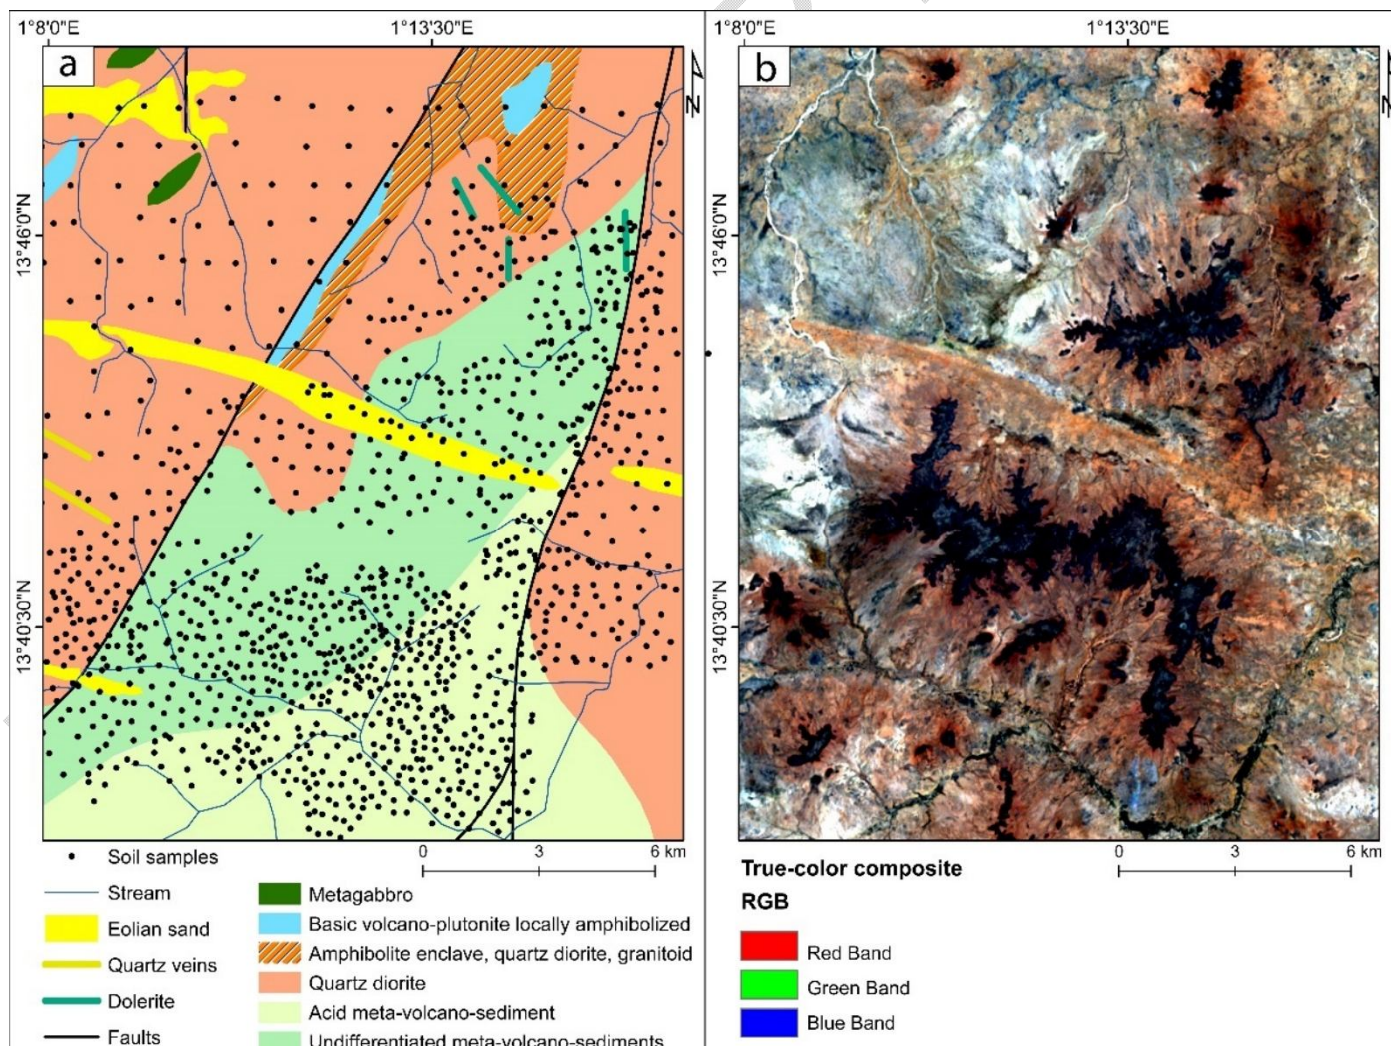 1°8'0"E
1°13'30"E
1°8'0"E
1°13'30"E
a
b
N
N
13°46'0"N
13°46'0"N
13°40'30"N
13°40'30"N
Soil samples
0 3 6 km
0 3 6 km
Stream
Metagabbro
True-color composite
Eolian sand
Basic volcano-plutonite locally amphibolized
RGB
Quartz veins
Amphibolite enclave, quartz diorite, granitoid
Red Band
Dolerite
Quartz diorite
Green Band
Acid meta-volcano-sediment
Blue Band
Faults
Undifferentiated meta-volcano-sediments